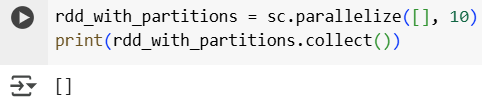 rdd_with_partitions = sc.parallelize([], 10)
print(rdd_with_partitions.collect())
[]